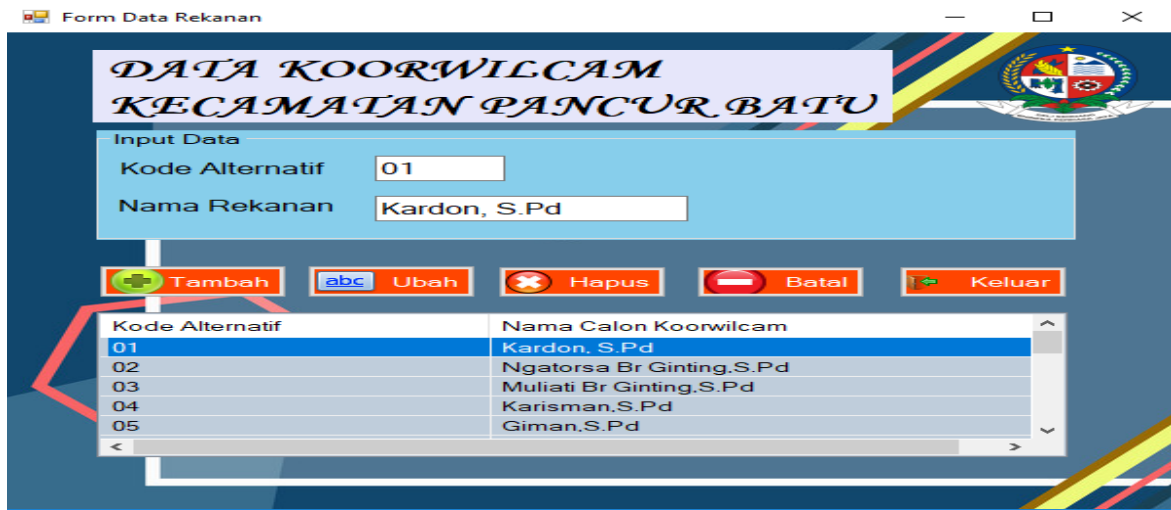 Form Data Rekanan
DATA KOORWILCAM
KECAMATAN PANCUR BATU
Input Data
Kode Alternatif 01
Nama Rekanan Kardon, S.Pd
Tambah abc Ubah Hapus Batal Keluar
Kode Alternatif Nama Calon Koorwilcam
01 Kardon, S.Pd
02 Ngatorsa Br Ginting,S.Pd
03 Muliati Br Ginting,S.Pd
04 Karisman,S.Pd
05 Giman,S.Pd